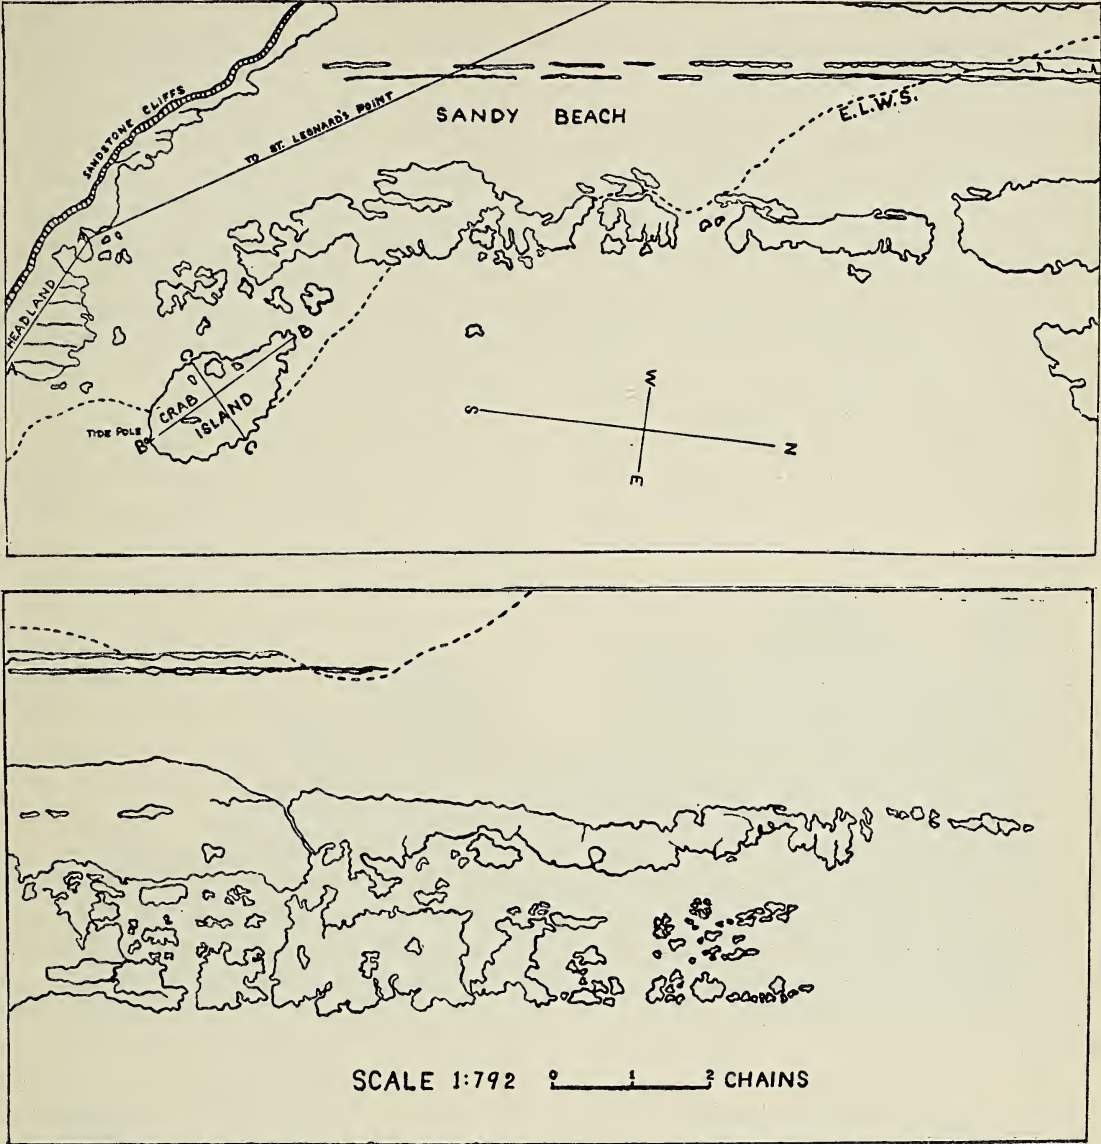 SANDSTONE CLIFFS
TO ST. LEONARD'S POINT
SANDY BEACH
E.L.W.S.
A
HEADLAND
A
B
C
CRAB
ISLAND
TIDE POLE
B
C
W
S
N
E
SCALE 1:792
0 1 2 CHAINS